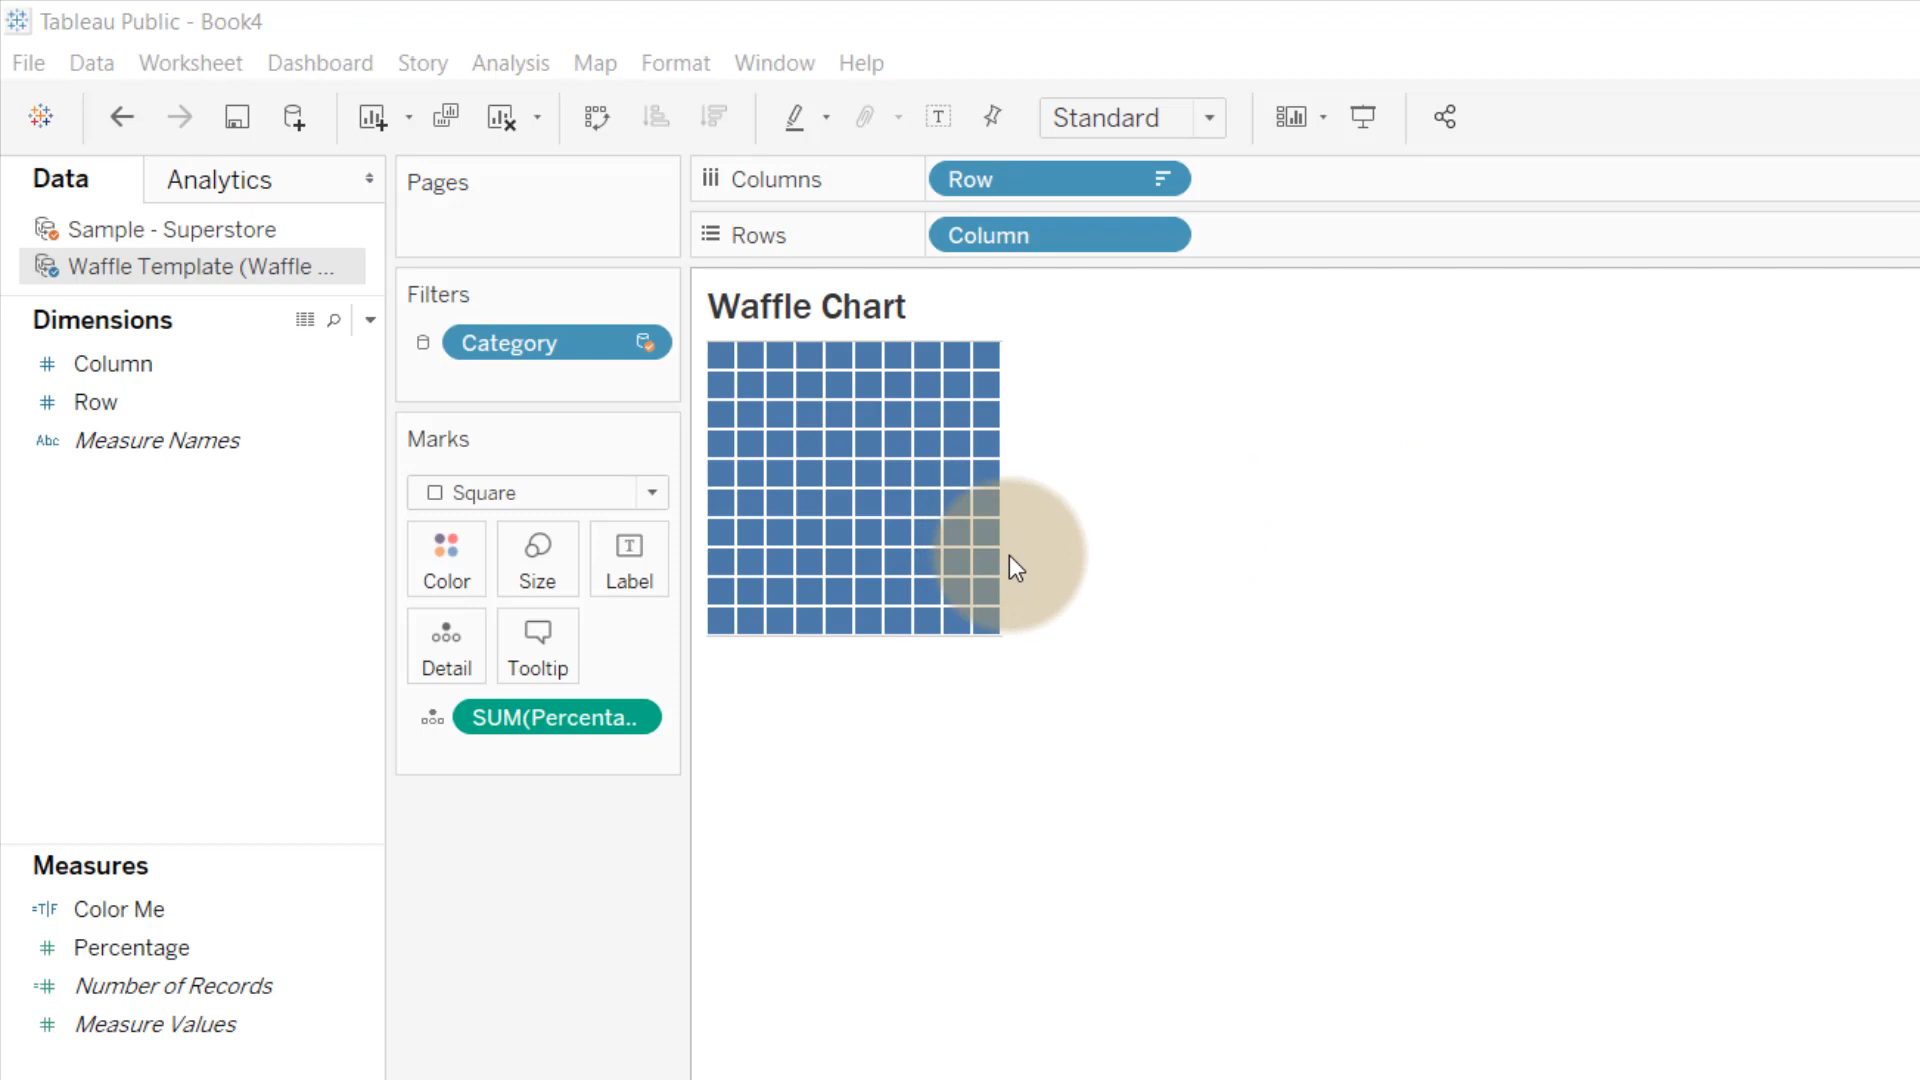 Tableau Public - Book4
File Data Worksheet Dashboard Story Analysis Map Format Window Help
Standard
Data Analytics
Sample - Superstore
Waffle Template (Waffle ...
Dimensions
Column
Row
Abc Measure Names
Measures
=T|F Color Me
Percentage
Number of Records
Measure Values
Pages
Filters
Category
Marks
Square
Color Size Label
Detail Tooltip
SUM(Percenta..
Columns Row
Rows Column
Waffle Chart